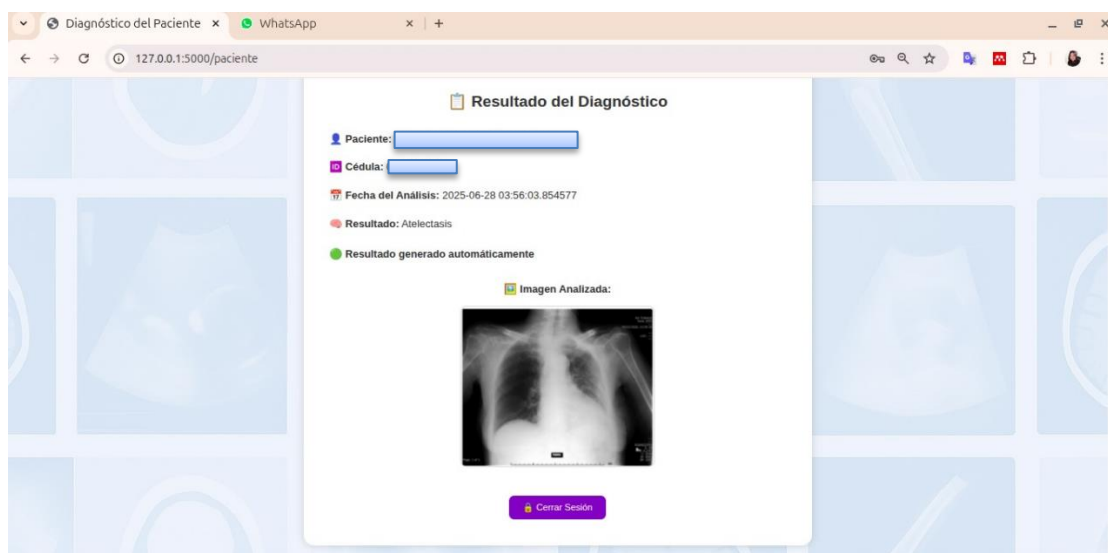 Diagnóstico del Paciente
WhatsApp
127.0.0.1:5000/paciente
📋 Resultado del Diagnóstico
👤 Paciente:
🆔 Cédula:
📅 Fecha del Análisis: 2025-06-28 03:56:03.854577
🧠 Resultado: Atelectasis
🟢 Resultado generado automáticamente
🖼️ Imagen Analizada:
🔒 Cerrar Sesión